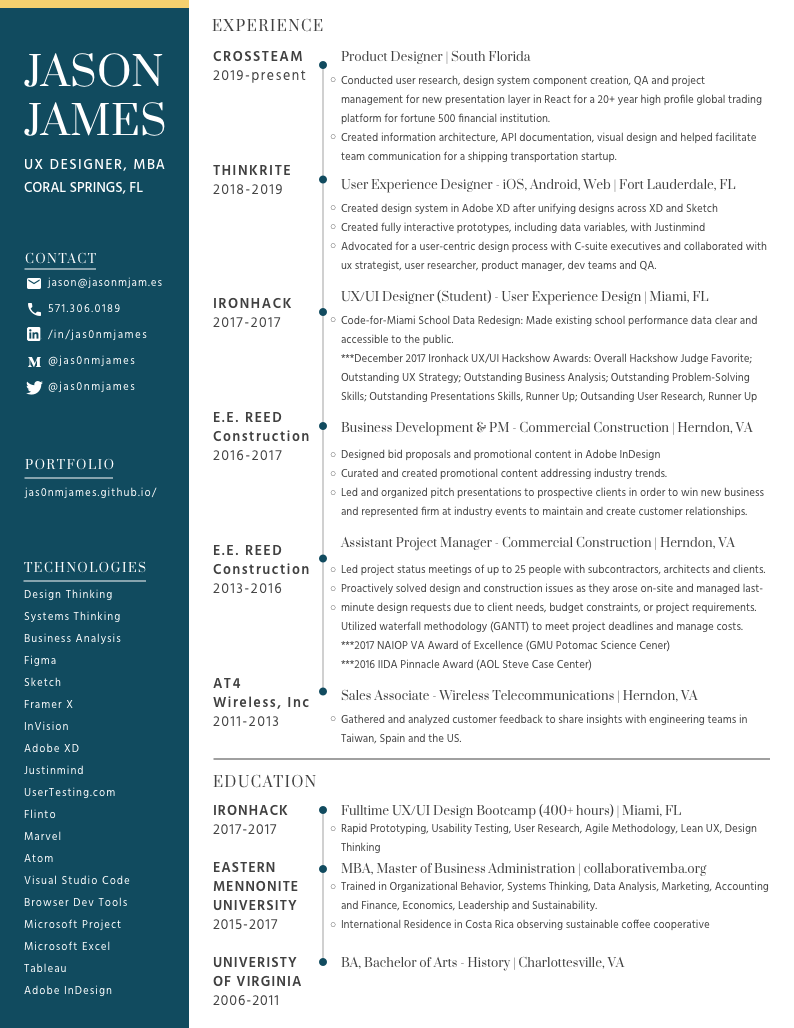 JASON
JAMES
UX DESIGNER, MBA
CORAL SPRINGS, FL
CONTACT
jason@jasonmjam.es
571.306.0189
/in/jas0nmjames
@jas0nmjames
@jas0nmjames
PORTFOLIO
jas0nmjames.github.io/
TECHNOLOGIES
Design Thinking
Systems Thinking
Business Analysis
Figma
Sketch
Framer X
InVision
Adobe XD
Justinmind
UserTesting.com
Flinto
Marvel
Atom
Visual Studio Code
Browser Dev Tools
Microsoft Project
Microsoft Excel
Tableau
Adobe InDesign
EXPERIENCE
CROSSTEAM
2019-present
Product Designer | South Florida
○ Conducted user research, design system component creation, QA and project
management for new presentation layer in React for a 20+ year high profile global trading
platform for fortune 500 financial institution.
○ Created information architecture, API documentation, visual design and helped facilitate
team communication for a shipping transportation startup.
THINKRITE
2018-2019
User Experience Designer - iOS, Android, Web | Fort Lauderdale, FL
○ Created design system in Adobe XD after unifying designs across XD and Sketch
○ Created fully interactive prototypes, including data variables, with Justinmind
○ Advocated for a user-centric design process with C-suite executives and collaborated with
ux strategist, user researcher, product manager, dev teams and QA.
IRONHACK
2017-2017
UX/UI Designer (Student) - User Experience Design | Miami, FL
○ Code-for-Miami School Data Redesign: Made existing school performance data clear and
accessible to the public.
***December 2017 Ironhack UX/UI Hackshow Awards: Overall Hackshow Judge Favorite;
Outstanding UX Strategy; Outstanding Business Analysis; Outstanding Problem-Solving
Skills; Outstanding Presentations Skills, Runner Up; Outsanding User Research, Runner Up
E.E. REED
Construction
2016-2017
Business Development & PM - Commercial Construction | Herndon, VA
○ Designed bid proposals and promotional content in Adobe InDesign
○ Curated and created promotional content addressing industry trends.
○ Led and organized pitch presentations to prospective clients in order to win new business
and represented firm at industry events to maintain and create customer relationships.
E.E. REED
Construction
2013-2016
Assistant Project Manager - Commercial Construction | Herndon, VA
○ Led project status meetings of up to 25 people with subcontractors, architects and clients.
○ Proactively solved design and construction issues as they arose on-site and managed last-
○ minute design requests due to client needs, budget constraints, or project requirements.
Utilized waterfall methodology (GANTT) to meet project deadlines and manage costs.
***2017 NAIOP VA Award of Excellence (GMU Potomac Science Cener)
***2016 IIDA Pinnacle Award (AOL Steve Case Center)
AT4
Wireless, Inc
2011-2013
Sales Associate - Wireless Telecommunications | Herndon, VA
○ Gathered and analyzed customer feedback to share insights with engineering teams in
Taiwan, Spain and the US.
EDUCATION
IRONHACK
2017-2017
Fulltime UX/UI Design Bootcamp (400+ hours) | Miami, FL
○ Rapid Prototyping, Usability Testing, User Research, Agile Methodology, Lean UX, Design
Thinking
EASTERN
MENNONITE
UNIVERSITY
2015-2017
MBA, Master of Business Administration | collaborativemba.org
○ Trained in Organizational Behavior, Systems Thinking, Data Analysis, Marketing, Accounting
and Finance, Economics, Leadership and Sustainability.
○ International Residence in Costa Rica observing sustainable coffee cooperative
UNIVERISTY
OF VIRGINIA
2006-2011
BA, Bachelor of Arts - History | Charlottesville, VA